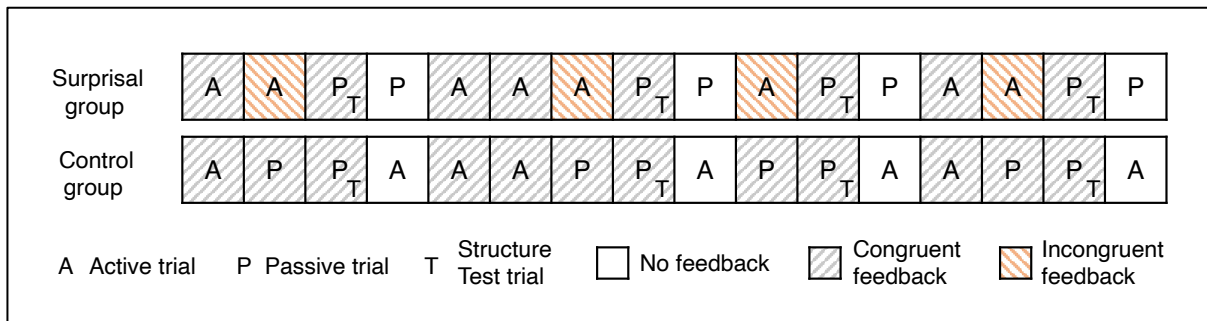 Surprisal
group
A A P T P A A A P T P A P T P A A P T P
Control
group
A P P T A A A P P T A P P T A A P P T A
A Active trial P Passive trial T Structure
Test trial No feedback Congruent
feedback Incongruent
feedback